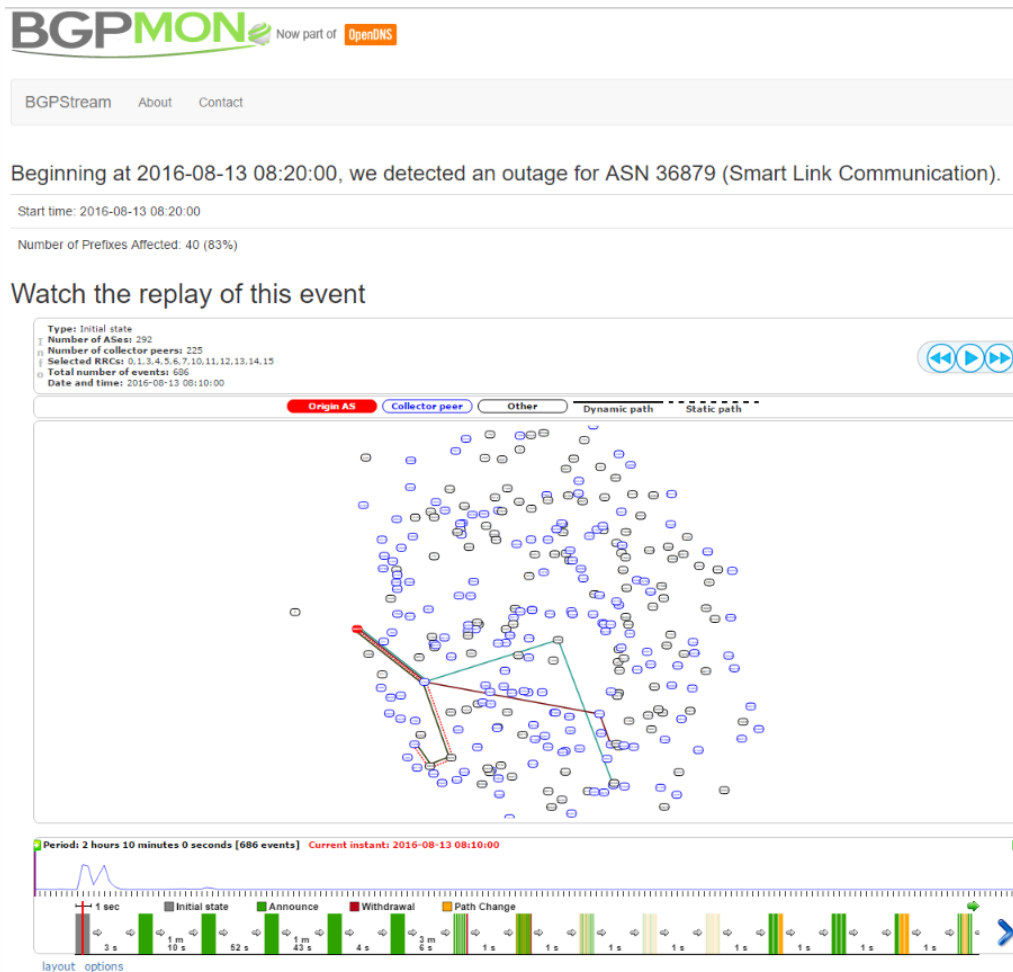 BGPMON Now part of OpenDNS
BGPStream About Contact
Beginning at 2016-08-13 08:20:00, we detected an outage for ASN 36879 (Smart Link Communication).
Start time: 2016-08-13 08:20:00
Number of Prefixes Affected: 40 (83%)
Watch the replay of this event
Type: Initial state
Number of ASes: 292
Number of collector peers: 225
Selected RRCs: 0,1,3,4,5,6,7,10,11,12,13,14,15
Total number of events: 686
Date and time: 2016-08-13 08:10:00
Origin AS Collector peer Other Dynamic path Static path
Period: 2 hours 10 minutes 0 seconds [686 events] Current instant: 2016-08-13 08:10:00
1 sec Initial state Announce Withdrawal Path Change
3 s 1 m 10 s 52 s 1 m 43 s 4 s 3 m 6 s 1 s 1 s 1 s 1 s 1 s 1 s 1 s 1 s
layout options